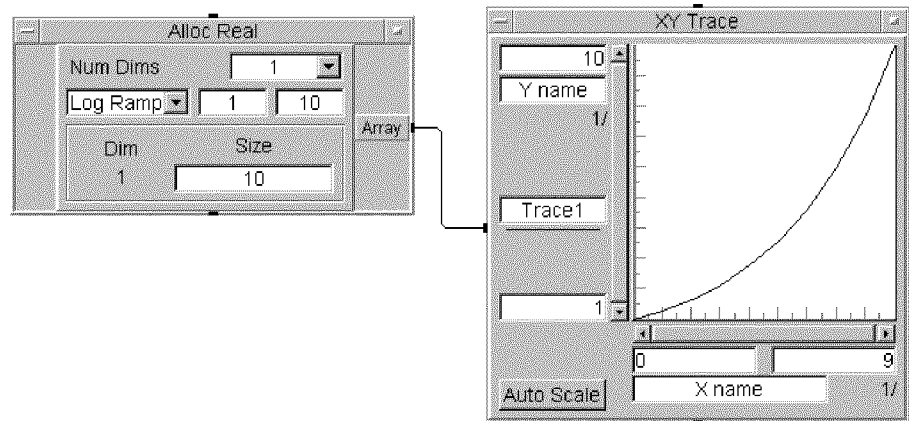 Alloc Real
Num Dims 1
Log Ramp 1 10
Dim Size
1 10
Array
XY Trace
10
Y name
1/
Trace1
1
0 9
Auto Scale X name 1/